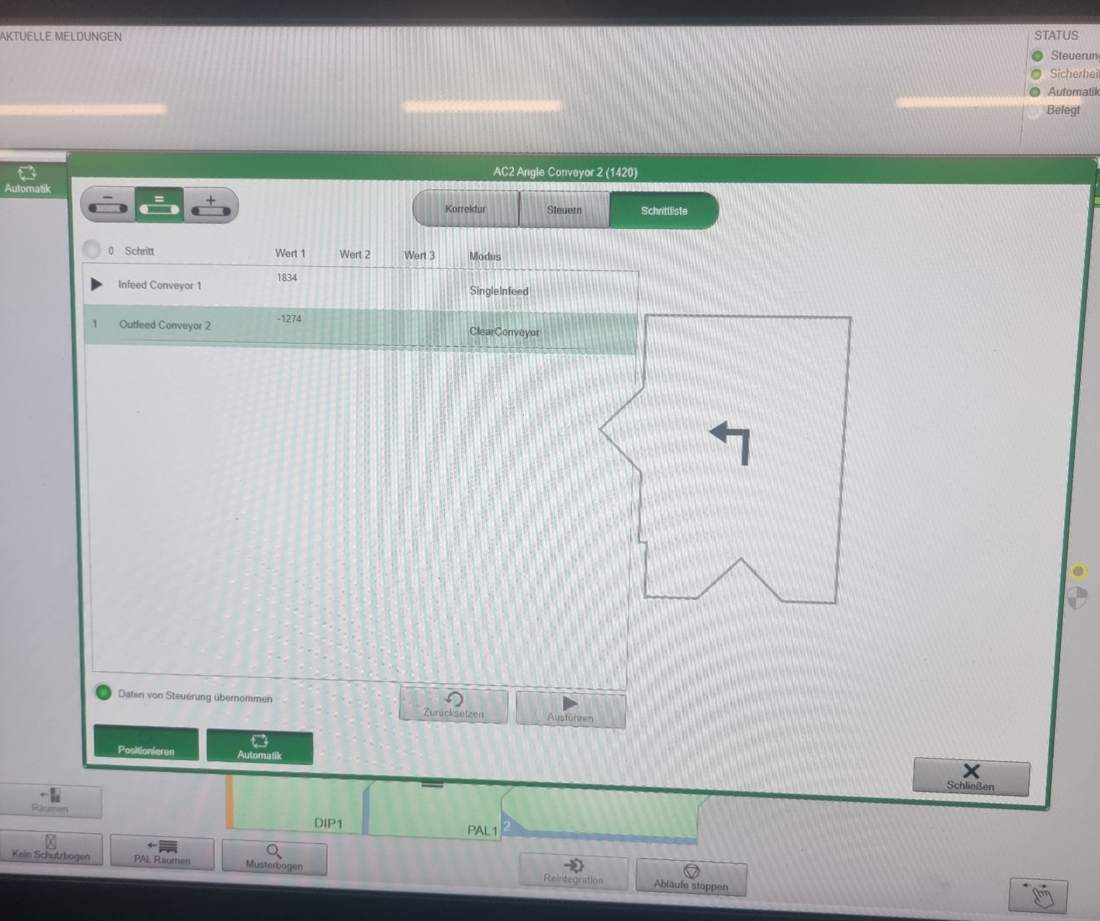 AKTUELLE MELDUNGEN
STATUS
Steuerun
Sicherheit
Automatik
Belegt
Automatik
AC2 Angle Conveyor 2 (1420)
− = +
Korrektur Steuern Schrittliste
0 Schritt Wert 1 Wert 2 Wert 3 Modus
Infeed Conveyor 1 1834 SingleInfeed
1 Outfeed Conveyor 2 -1274 ClearConveyor
Daten von Steuerung übernommen
Zurücksetzen Ausführen
Positionieren Automatik
Schließen
Räumen
DIP1 PAL1 2
Kein Schutzbogen PAL Räumen Musterbogen Reintegration Abläufe stoppen